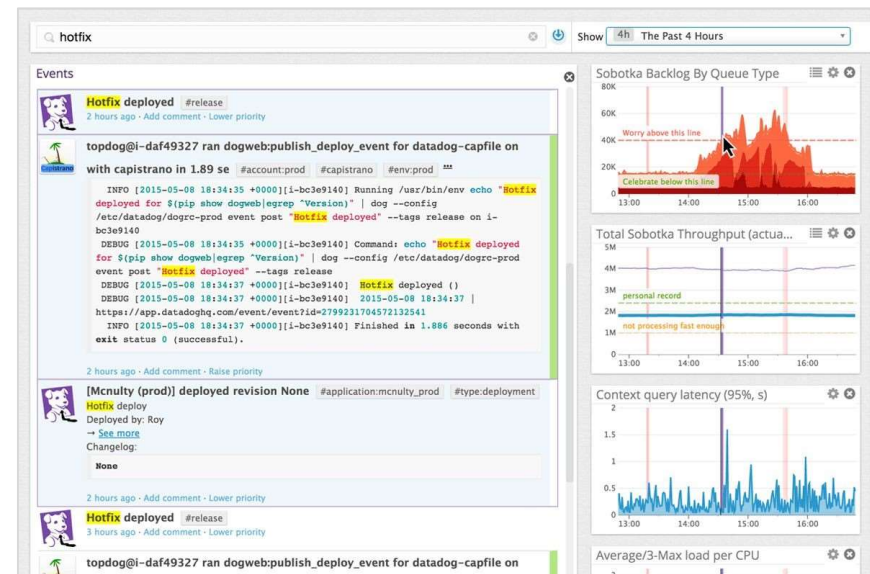 hotfix
Show 4h The Past 4 Hours
Events
Hotfix deployed #release
2 hours ago - Add comment - Lower priority
topdog@i-daf49327 ran dogweb:publish_deploy_event for datadog-capfile on
with capistrano in 1.89 se #account:prod #capistrano #env:prod ...
Capistrano
INFO [2015-05-08 18:34:35 +0000][i-bc3e9140] Running /usr/bin/env echo "Hotfix
deployed for $(pip show dogweb|egrep ^Version)" | dog --config
/etc/datadog/dogrc-prod event post "Hotfix deployed" --tags release on i-
bc3e9140
DEBUG [2015-05-08 18:34:35 +0000][i-bc3e9140] Command: echo "Hotfix deployed
for $(pip show dogweb|egrep ^Version)" | dog --config /etc/datadog/dogrc-prod
event post "Hotfix deployed" --tags release
DEBUG [2015-05-08 18:34:37 +0000][i-bc3e9140] Hotfix deployed ()
DEBUG [2015-05-08 18:34:37 +0000][i-bc3e9140] 2015-05-08 18:34:37 |
https://app.datadoghq.com/event/event?id=2799231704572132541
INFO [2015-05-08 18:34:37 +0000][i-bc3e9140] Finished in 1.886 seconds with
exit status 0 (successful).
2 hours ago - Add comment - Raise priority
[Mcnulty (prod)] deployed revision None #application:mcnulty_prod #type:deployment
Hotfix deploy
Deployed by: Roy
→ See more
Changelog:
None
2 hours ago - Add comment - Lower priority
Hotfix deployed #release
3 hours ago - Add comment - Lower priority
topdog@i-daf49327 ran dogweb:publish_deploy_event for datadog-capfile on
Sobotka Backlog By Queue Type
80K
60K
Worry above this line
40K
20K
Celebrate below this line
0
13:00 14:00 15:00 16:00
Total Sobotka Throughput (actua...
5M
4M
3M
personal record
2M
not processing fast enough
1M
0
13:00 14:00 15:00 16:00
Context query latency (95%, s)
2
1.5
1
0.5
0
13:00 14:00 15:00 16:00
Average/3-Max load per CPU